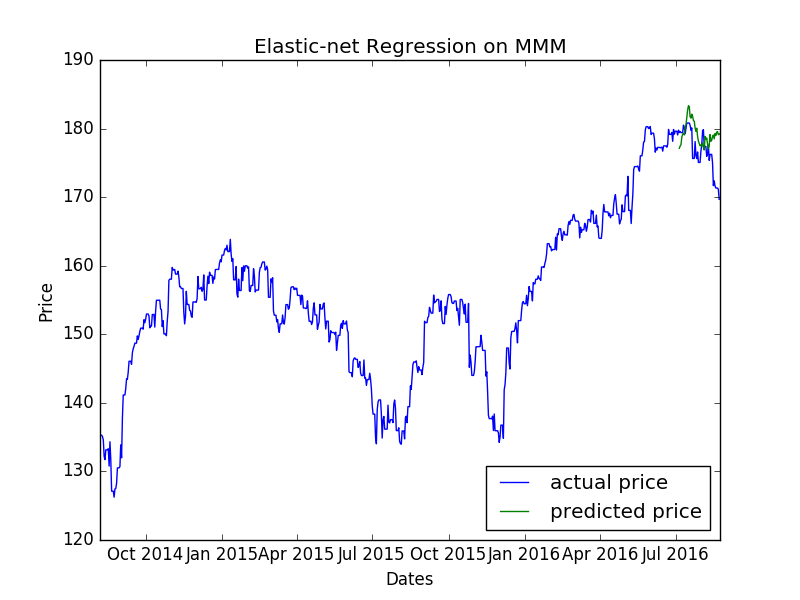 Elastic-net Regression on MMM
190
180
170
160
150
140
130
120
Price
actual price
predicted price
Oct 2014 Jan 2015 Apr 2015 Jul 2015 Oct 2015 Jan 2016 Apr 2016 Jul 2016
Dates